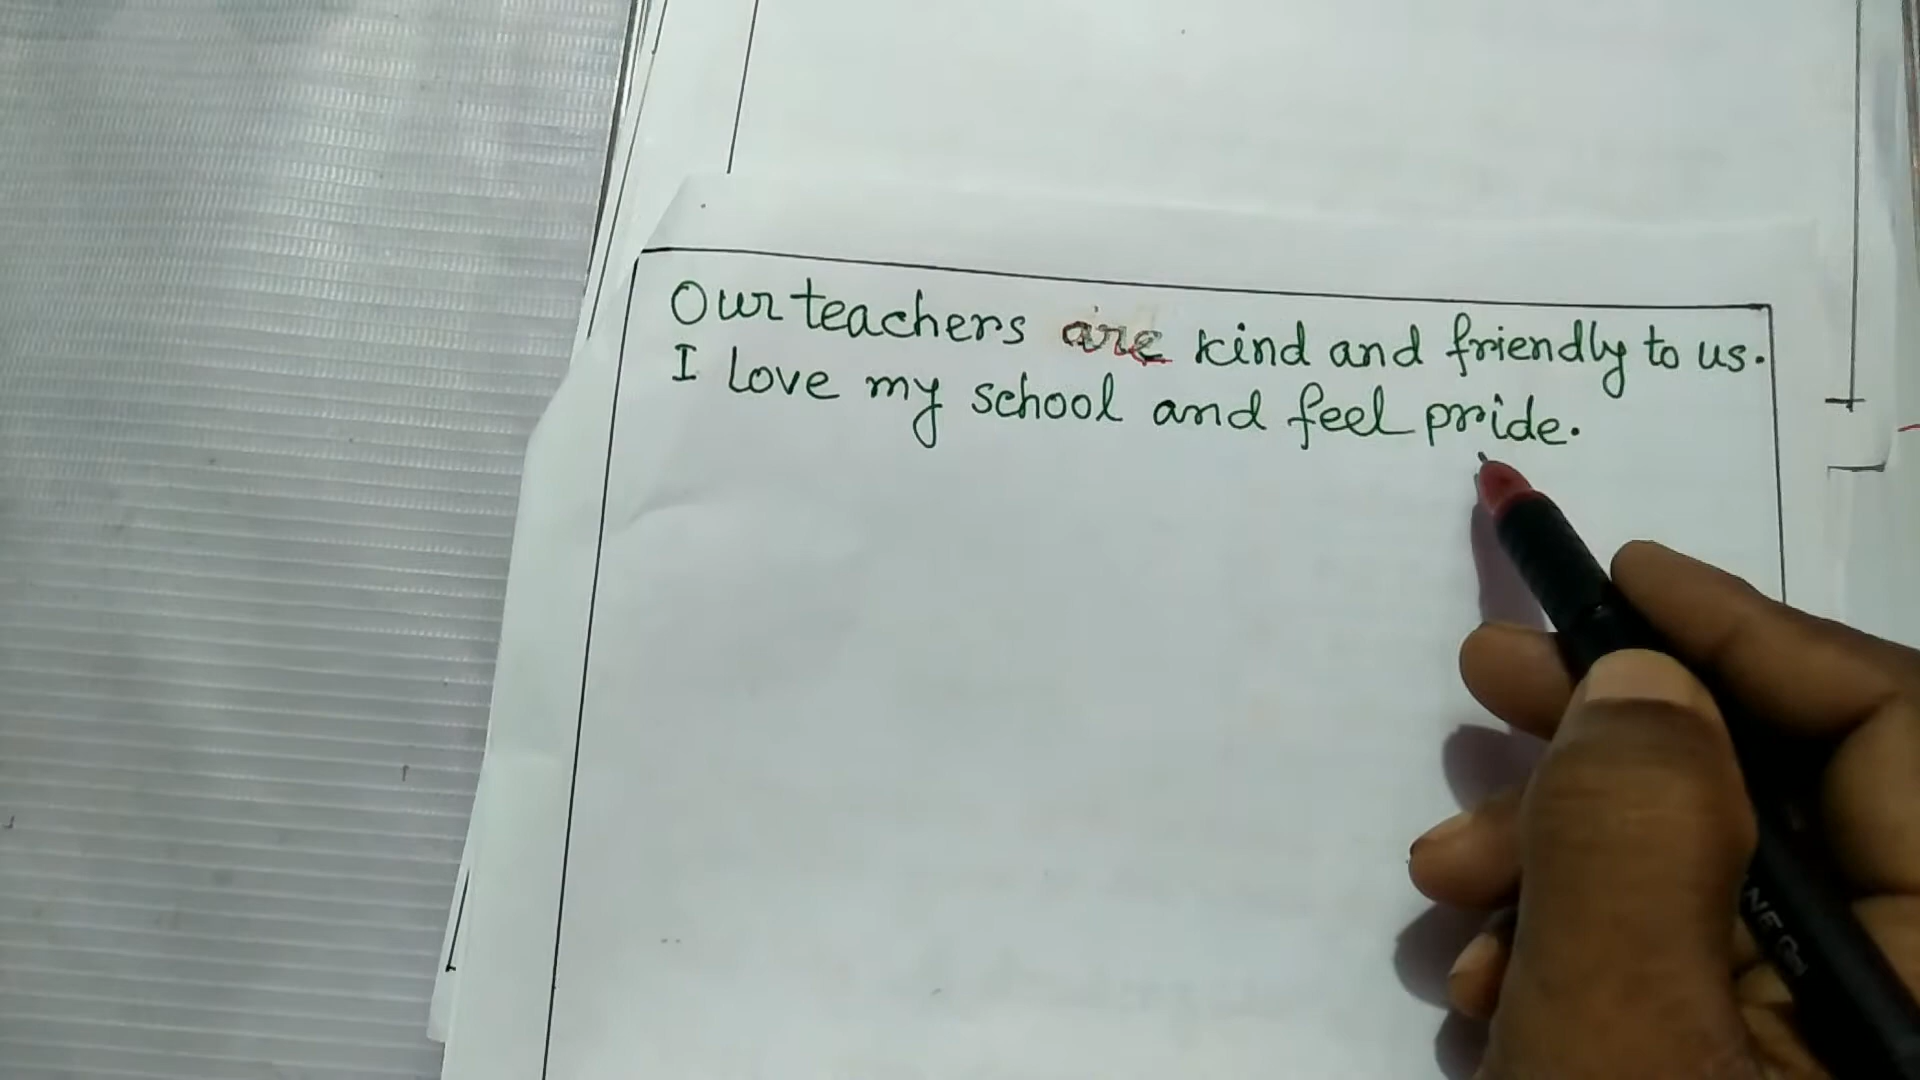 Our teachers are kind and friendly to us.
I love my school and feel pride.